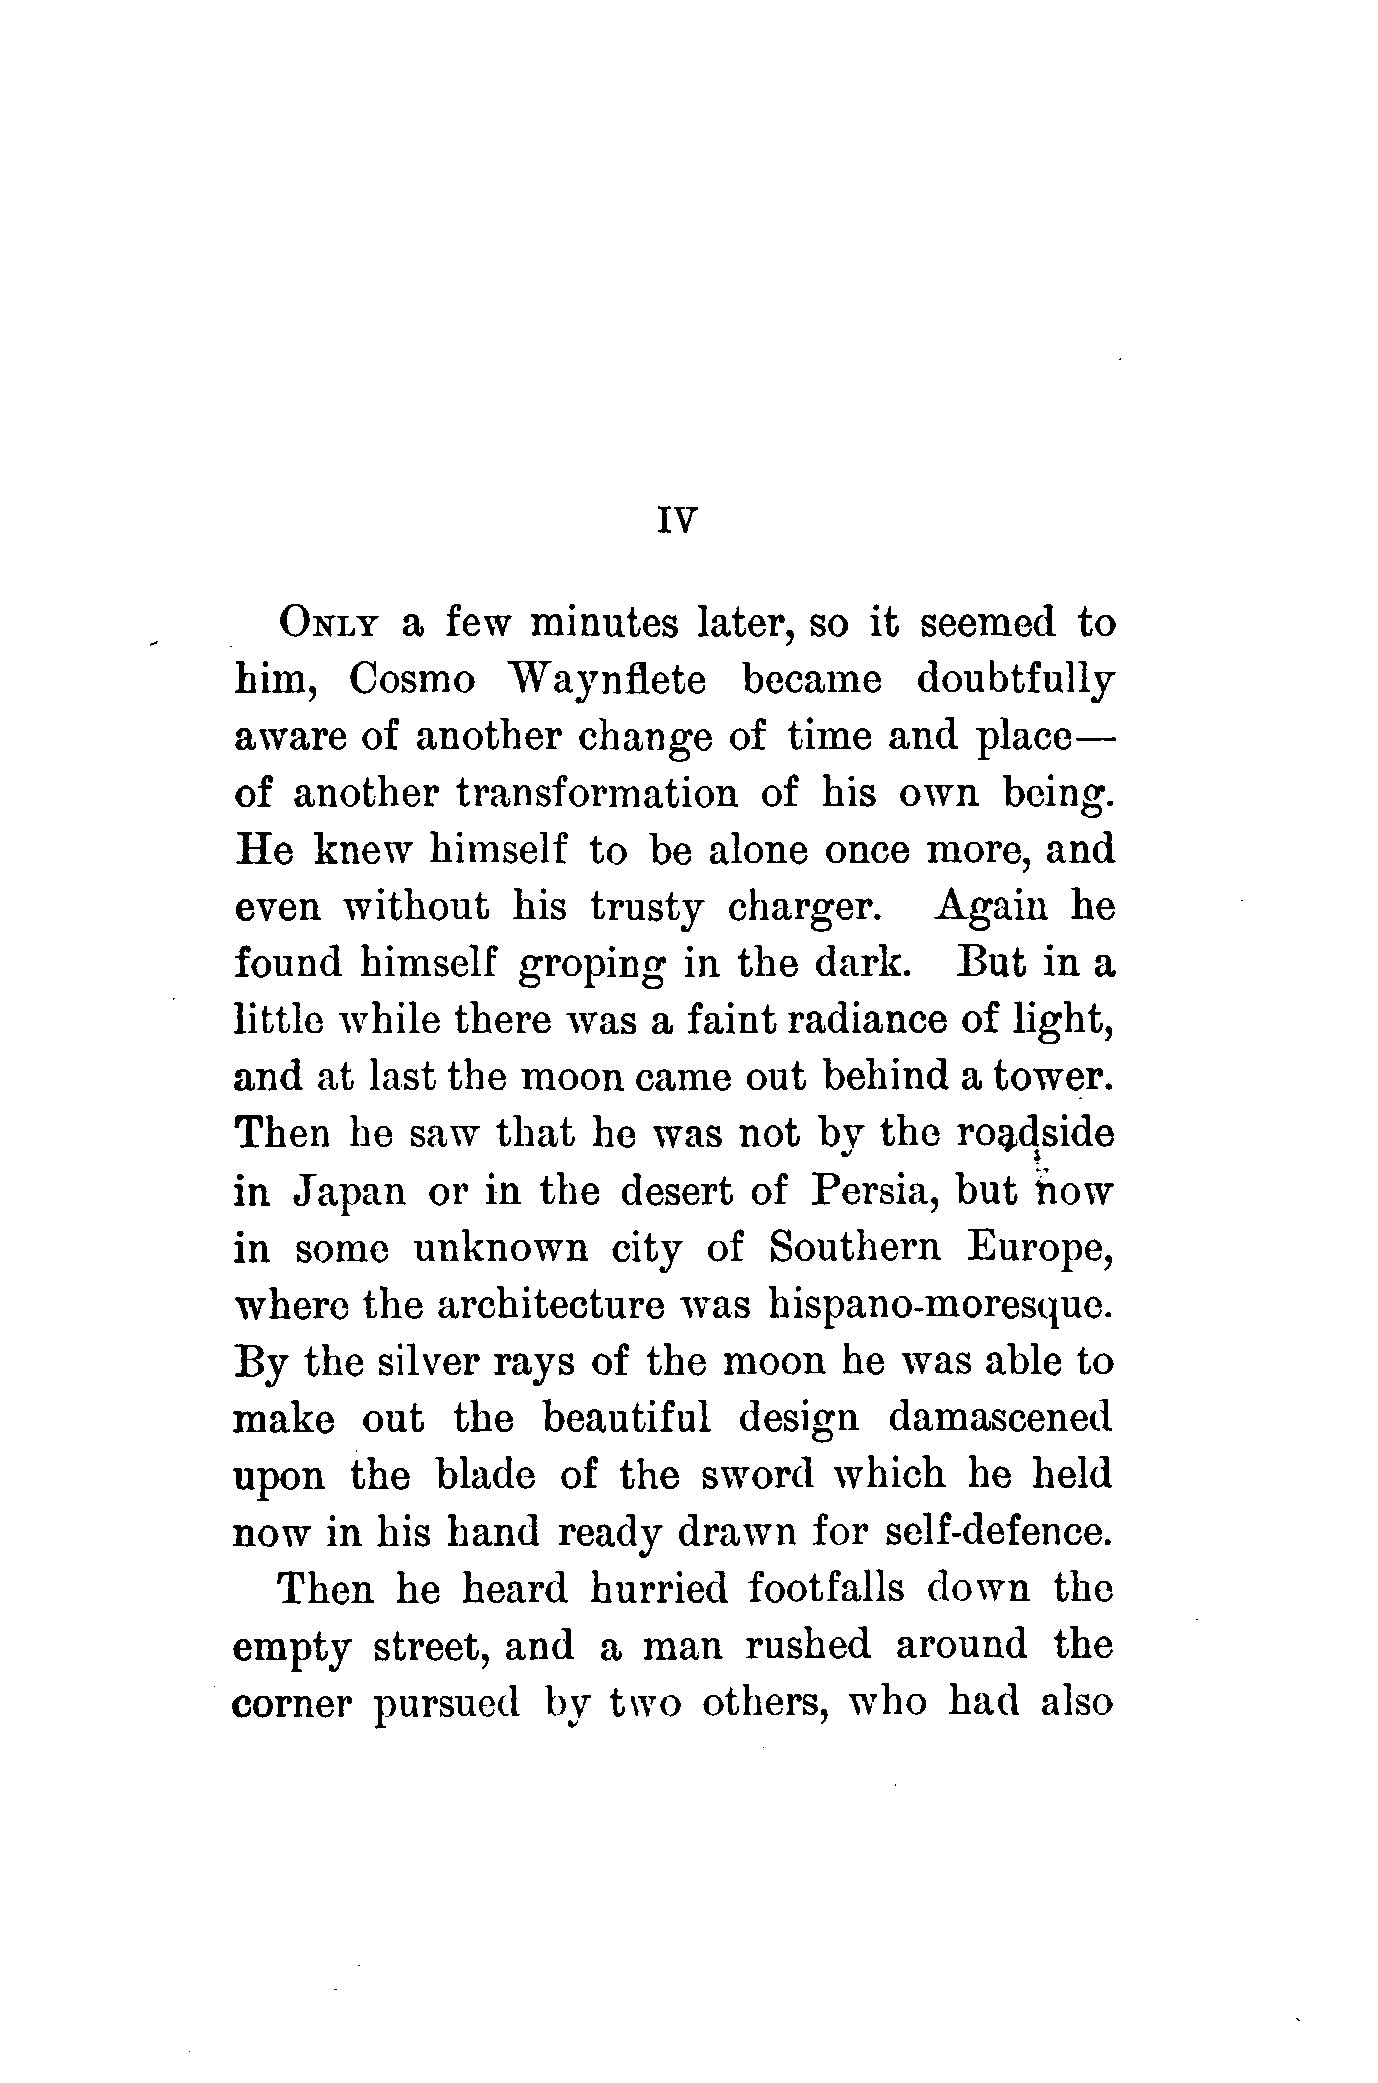 IV
Only a few minutes later, so it seemed to
him, Cosmo Waynflete became doubtfully
aware of another change of time and place—
of another transformation of his own being.
He knew himself to be alone once more, and
even without his trusty charger. Again he
found himself groping in the dark. But in a
little while there was a faint radiance of light,
and at last the moon came out behind a tower.
Then he saw that he was not by the roadside
in Japan or in the desert of Persia, but now
in some unknown city of Southern Europe,
where the architecture was hispano-moresque.
By the silver rays of the moon he was able to
make out the beautiful design damascened
upon the blade of the sword which he held
now in his hand ready drawn for self-defence.
Then he heard hurried footfalls down the
empty street, and a man rushed around the
corner pursued by two others, who had also